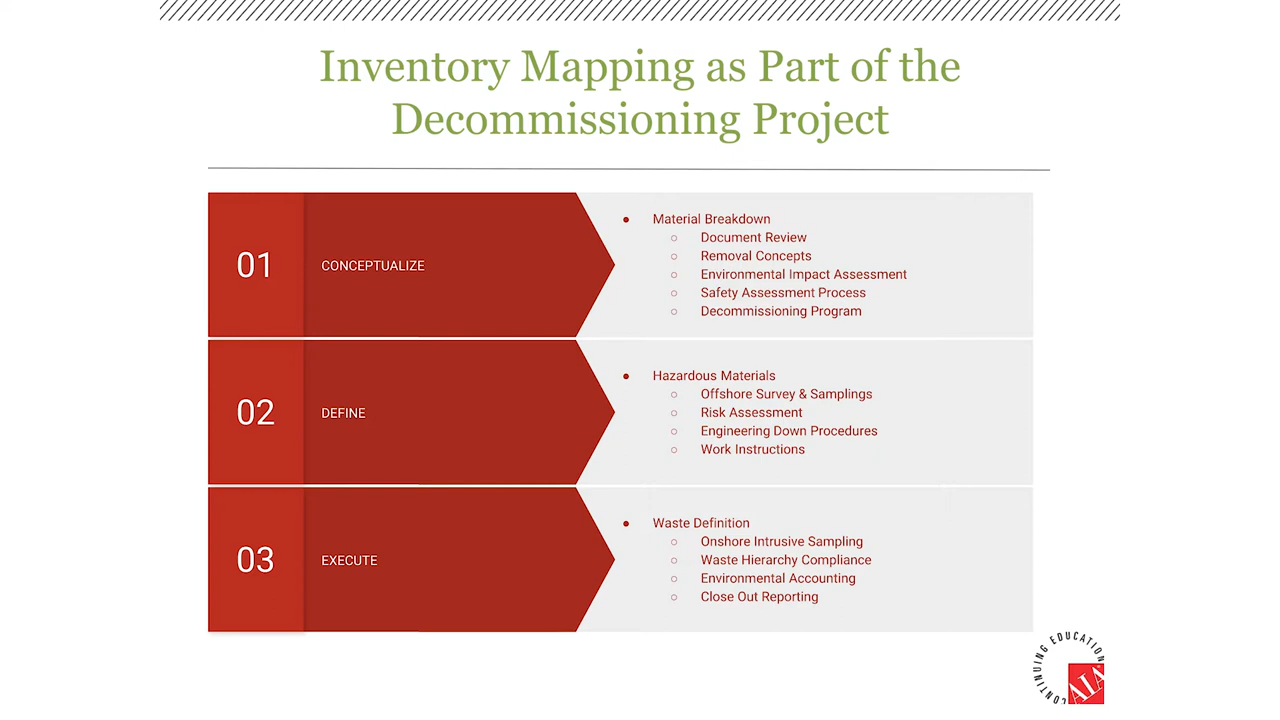 Inventory Mapping as Part of the
Decommissioning Project
01
CONCEPTUALIZE
● Material Breakdown
○ Document Review
○ Removal Concepts
○ Environmental Impact Assessment
○ Safety Assessment Process
○ Decommissioning Program
02
DEFINE
● Hazardous Materials
○ Offshore Survey & Samplings
○ Risk Assessment
○ Engineering Down Procedures
○ Work Instructions
03
EXECUTE
● Waste Definition
○ Onshore Intrusive Sampling
○ Waste Hierarchy Compliance
○ Environmental Accounting
○ Close Out Reporting
CONTINUING EDUCATION
AIA